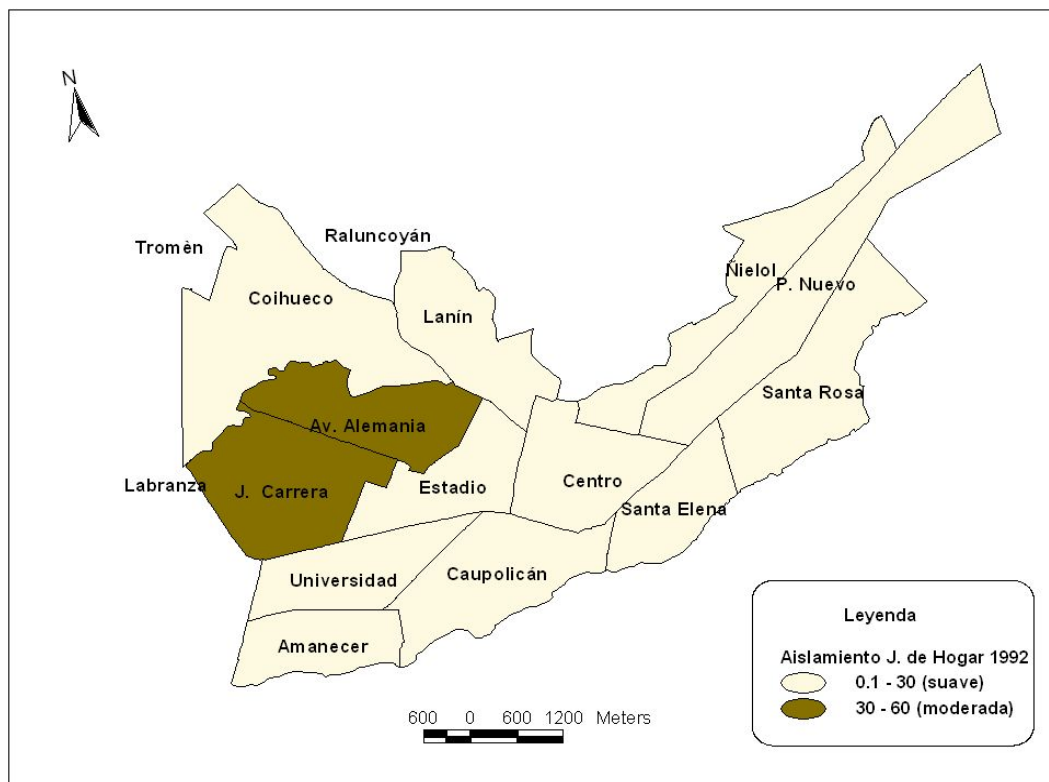 N
Tromèn
Raluncoyán
Coihueco
Lanín
Ñielol
P. Nuevo
Santa Rosa
Av. Alemania
Labranza
J. Carrera
Estadio
Centro
Santa Elena
Universidad
Caupolicán
Amanecer
Leyenda
Aislamiento J. de Hogar 1992
0.1 - 30 (suave)
30 - 60 (moderada)
600 0 600 1200 Meters